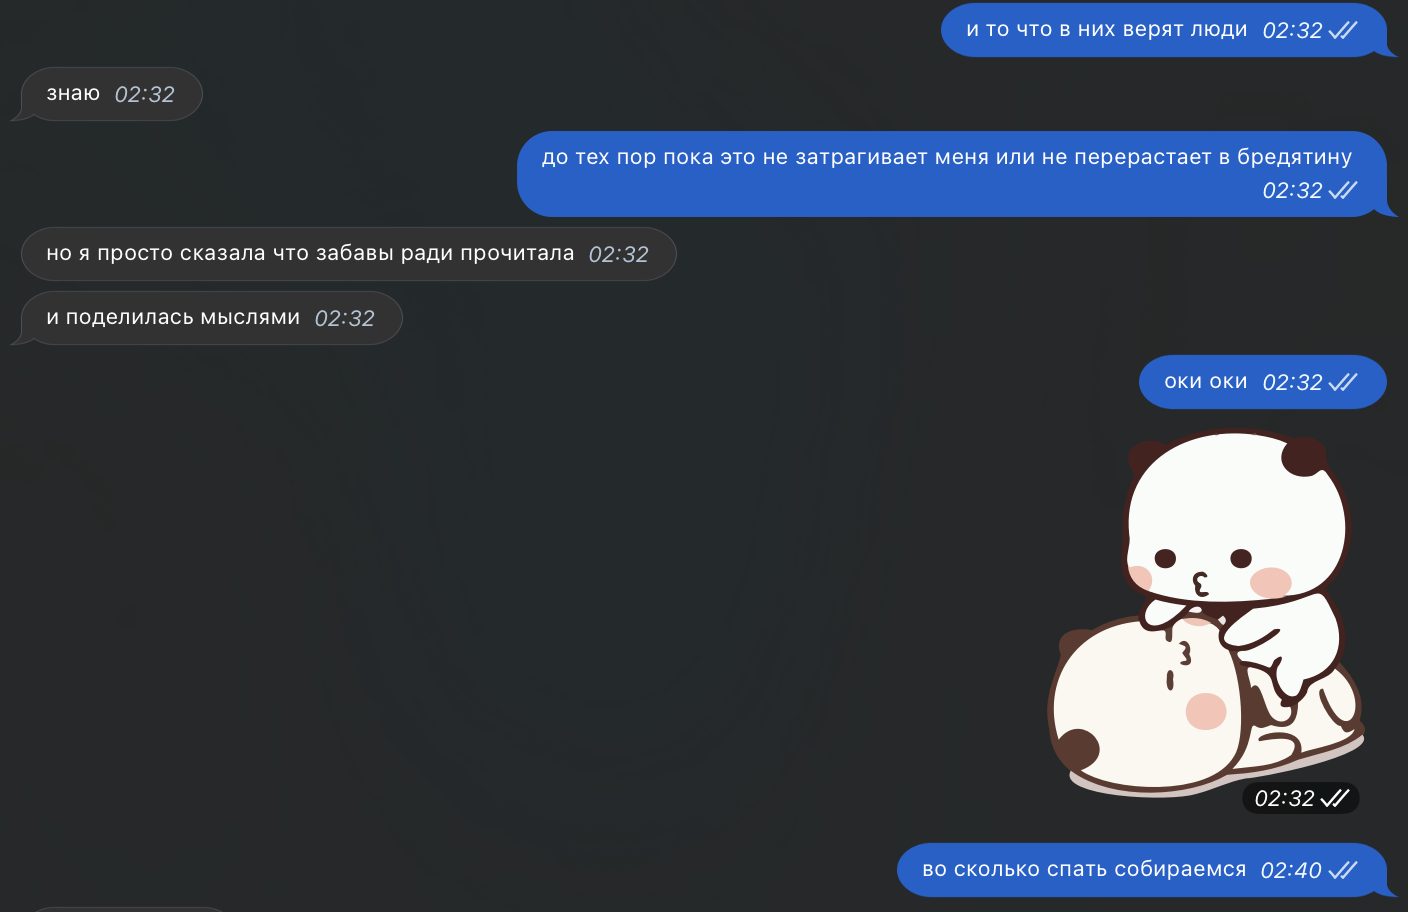 и то что в них верят люди 02:32
знаю 02:32
до тех пор пока это не затрагивает меня или не перерастает в бредятину
02:32
но я просто сказала что забавы ради прочитала 02:32
и поделилась мыслями 02:32
оки оки 02:32
02:32
во сколько спать собираемся 02:40